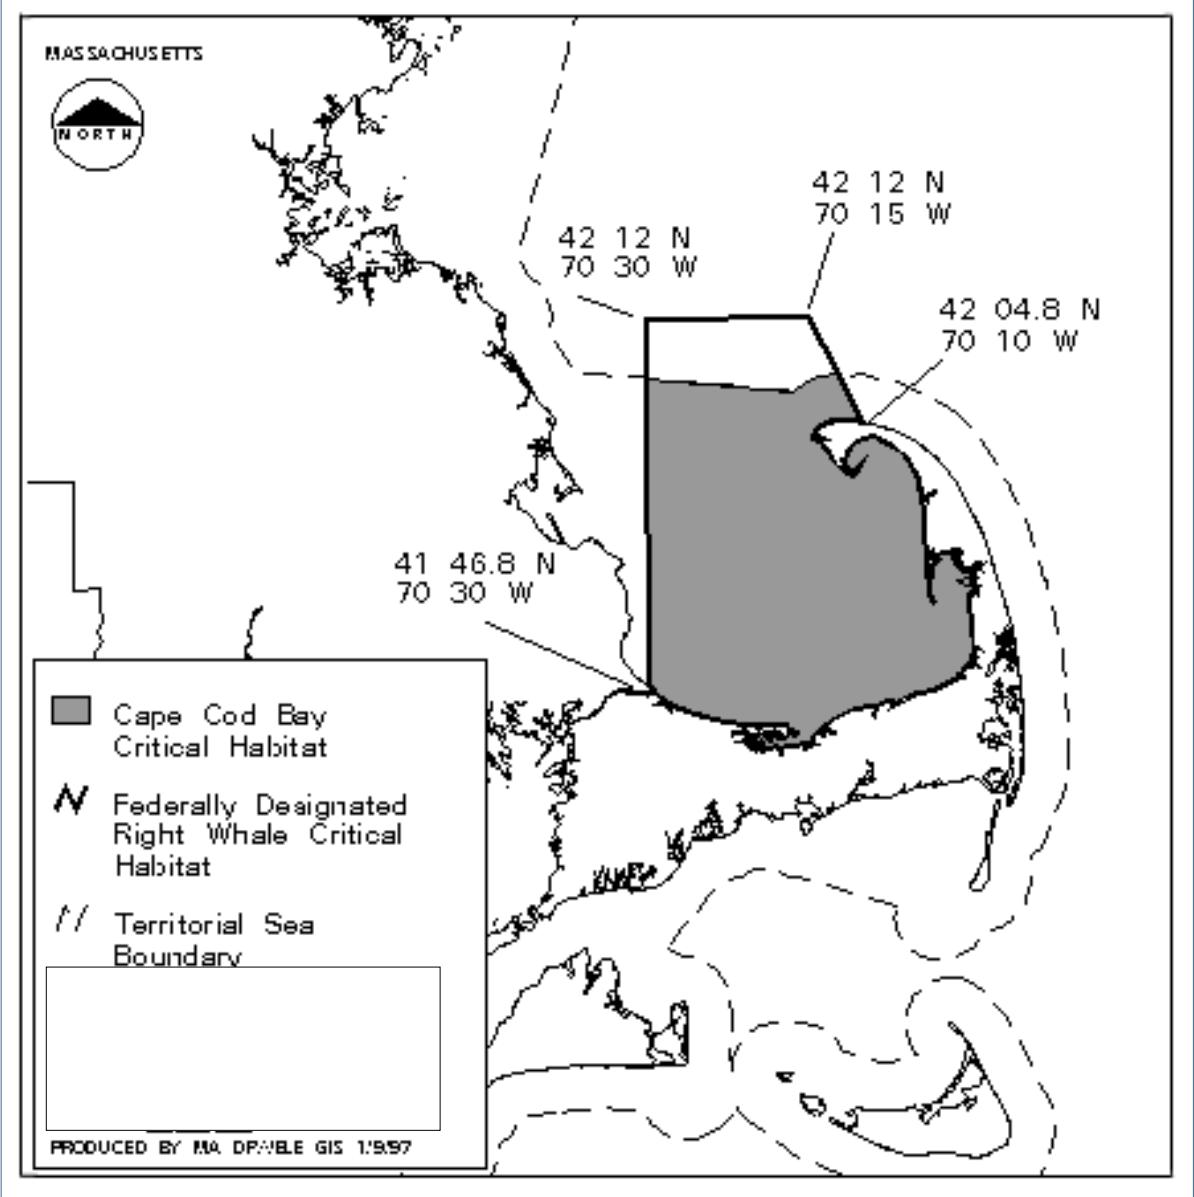 MASSACHUSETTS
NORTH
42 12 N
70 15 W
42 12 N
70 30 W
42 04.8 N
70 10 W
41 46.8 N
70 30 W
Cape Cod Bay
Critical Habitat
Federally Designated
Right Whale Critical
Habitat
Territorial Sea
Boundary
PRODUCED BY MA GIS 1/9/97